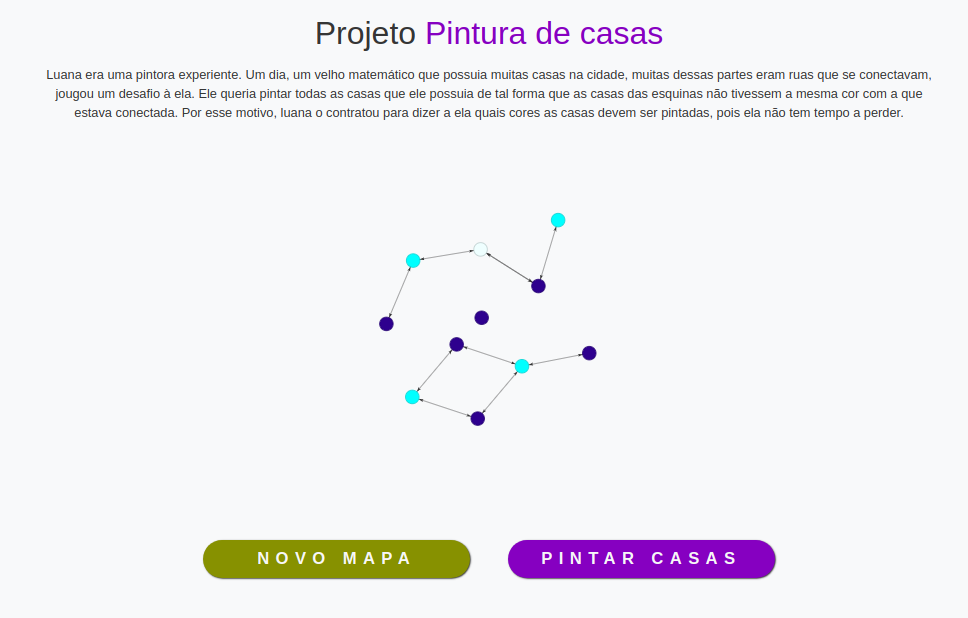 Projeto Pintura de casas
Luana era uma pintora experiente. Um dia, um velho matemático que possuia muitas casas na cidade, muitas dessas partes eram ruas que se conectavam,
jougou um desafio à ela. Ele queria pintar todas as casas que ele possuia de tal forma que as casas das esquinas não tivessem a mesma cor com a que
estava conectada. Por esse motivo, luana o contratou para dizer a ela quais cores as casas devem ser pintadas, pois ela não tem tempo a perder.
NOVO MAPA
PINTAR CASAS